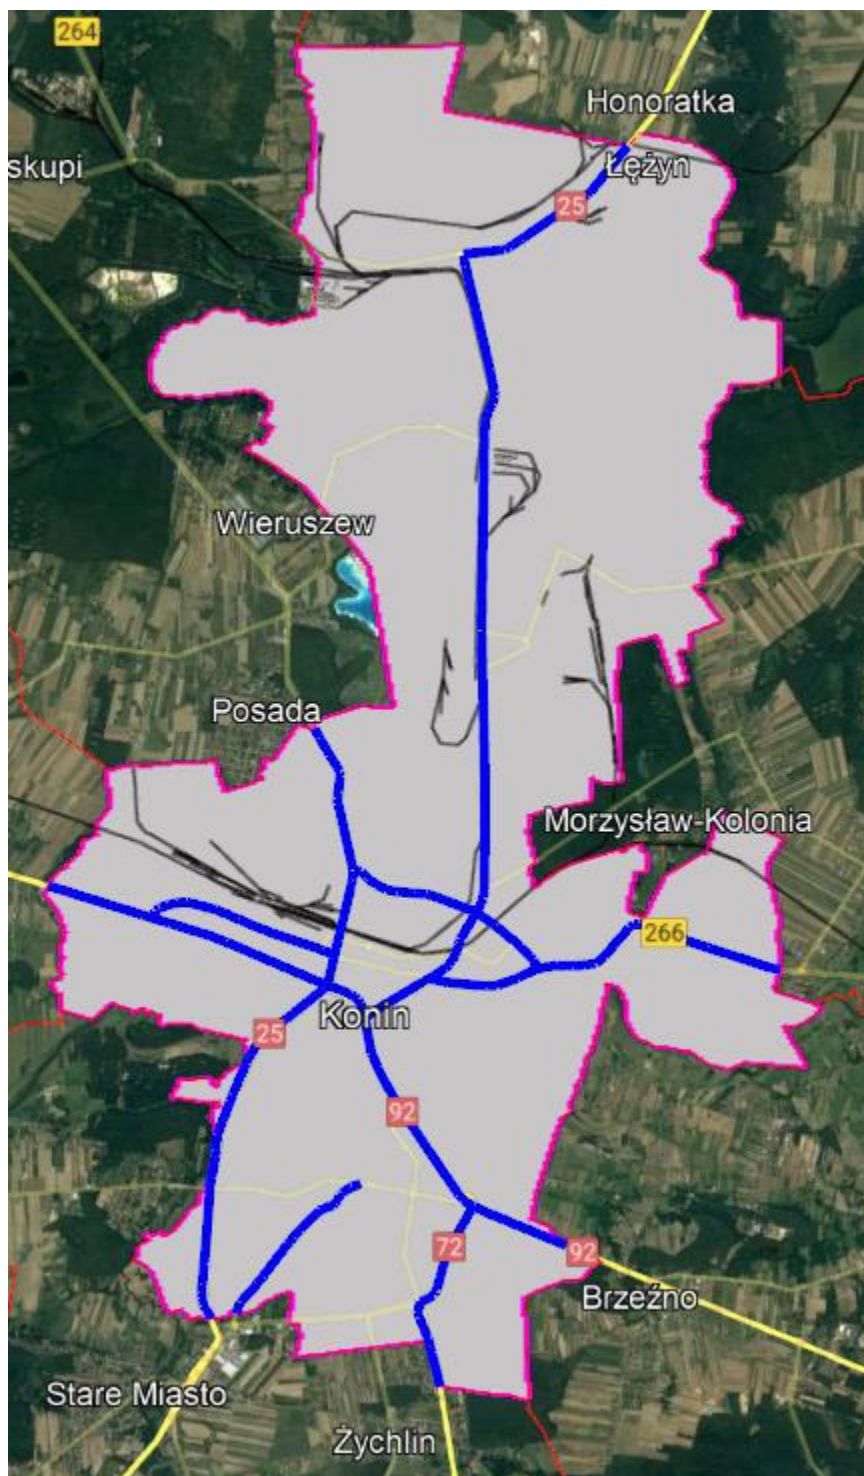 264
Honoratka
skupi
Łężyn
25
Wieruszew
Posada
Morzysław-Kolonia
266
Konin
25
92
72
92
Brzeźno
Stare Miasto
Żychlin